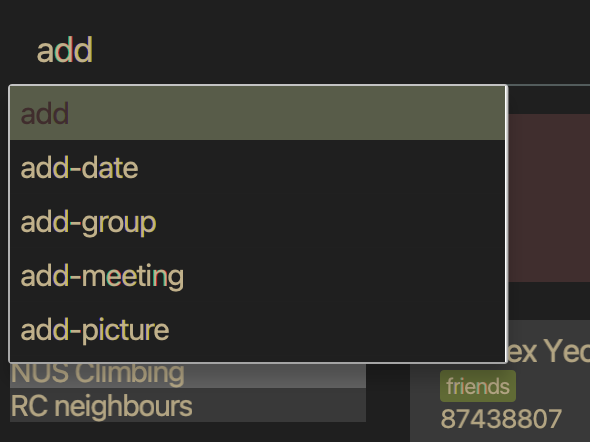 add
add
add-date
add-group
add-meeting
add-picture
NUS Climbing
RC neighbours
ex Yeo
friends
87438807